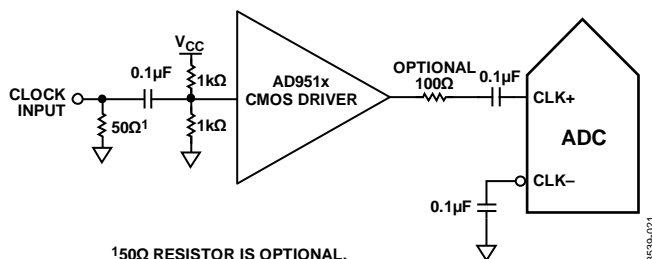 VCC
0.1µF
1kΩ
CLOCK
INPUT
50Ω1
1kΩ
AD951x
CMOS DRIVER
OPTIONAL
100Ω
0.1µF
CLK+
ADC
CLK–
0.1µF
150Ω RESISTOR IS OPTIONAL.